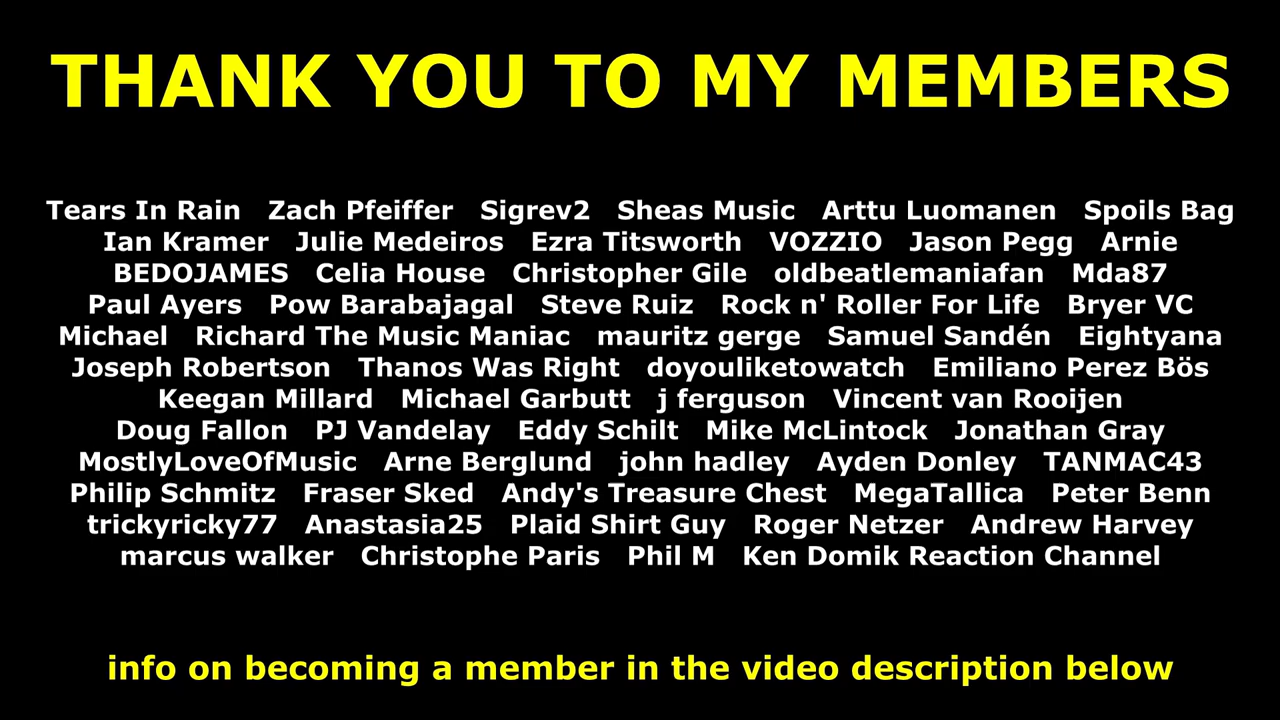 THANK YOU TO MY MEMBERS
Tears In Rain Zach Pfeiffer Sigrev2 Sheas Music Arttu Luomanen Spoils Bag
Ian Kramer Julie Medeiros Ezra Titsworth VOZZIO Jason Pegg Arnie
BEDOJAMES Celia House Christopher Gile oldbeatlemaniafan Mda87
Paul Ayers Pow Barabajagal Steve Ruiz Rock n' Roller For Life Bryer VC
Michael Richard The Music Maniac mauritz gerge Samuel Sandén Eightyana
Joseph Robertson Thanos Was Right doyouliketowatch Emiliano Perez Bös
Keegan Millard Michael Garbutt j ferguson Vincent van Rooijen
Doug Fallon PJ Vandelay Eddy Schilt Mike McLintock Jonathan Gray
MostlyLoveOfMusic Arne Berglund john hadley Ayden Donley TANMAC43
Philip Schmitz Fraser Sked Andy's Treasure Chest MegaTallica Peter Benn
trickyricky77 Anastasia25 Plaid Shirt Guy Roger Netzer Andrew Harvey
marcus walker Christophe Paris Phil M Ken Domik Reaction Channel
info on becoming a member in the video description below